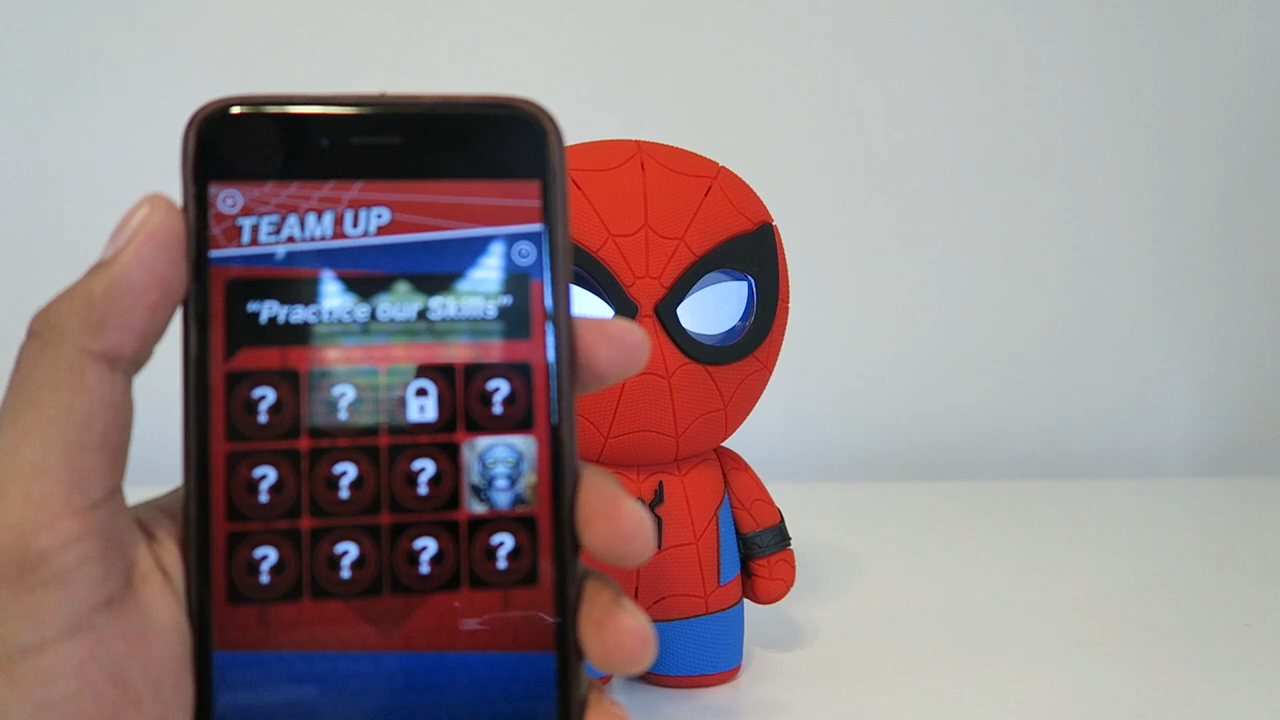 TEAM UP
“Practice our Skills”
? ? ?
? ? ?
? ? ? ?